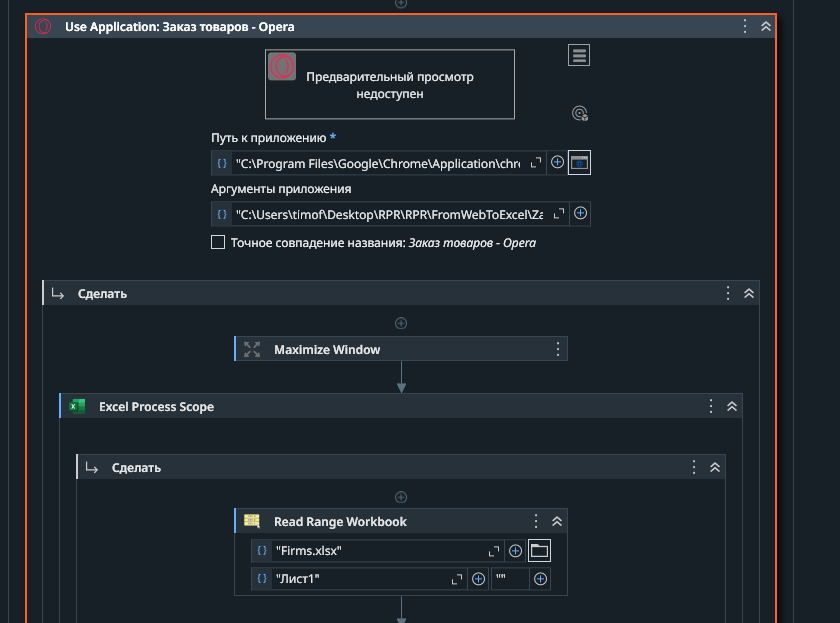 Use Application: Заказ товаров - Opera
Предварительный просмотр
недоступен
Путь к приложению *
"C:\Program Files\Google\Chrome\Application\chr
Аргументы приложения
"C:\Users\timof\Desktop\RPR\RPR\FromWebToExcel\Za
Точное совпадение названия: Заказ товаров - Opera
Сделать
Maximize Window
Excel Process Scope
Сделать
Read Range Workbook
"Firms.xlsx"
"Лист1" ""